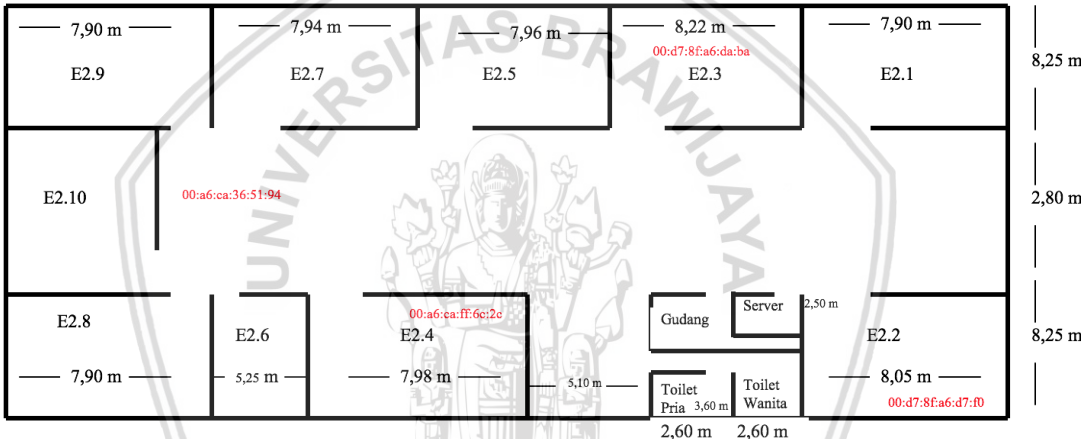 7,90 m
7,94 m
7,96 m
8,22 m
7,90 m
00:d7:8f:a6:da:ba
8,25 m
E2.9
E2.7
E2.5
E2.3
E2.1
UNIVERSITAS BRAWIJAYA
E2.10
00:a6:ca:36:51:94
2,80 m
E2.8
00:a6:ca:ff:6c:2c
Gudang
Server
2,50 m
E2.6
E2.4
E2.2
8,25 m
7,90 m
5,25 m
7,98 m
5,10 m
8,05 m
Toilet
Pria
3,60 m
Toilet
Wanita
00:d7:8f:a6:d7:f0
2,60 m
2,60 m